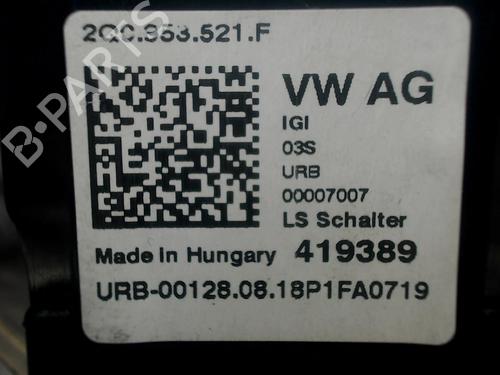 2Q0.953.521.F
VW AG
IGI
03S
URB
00007007
LS Schalter
Made in Hungary 419389
URB-00128.08.18P1FA0719
B-PARTS